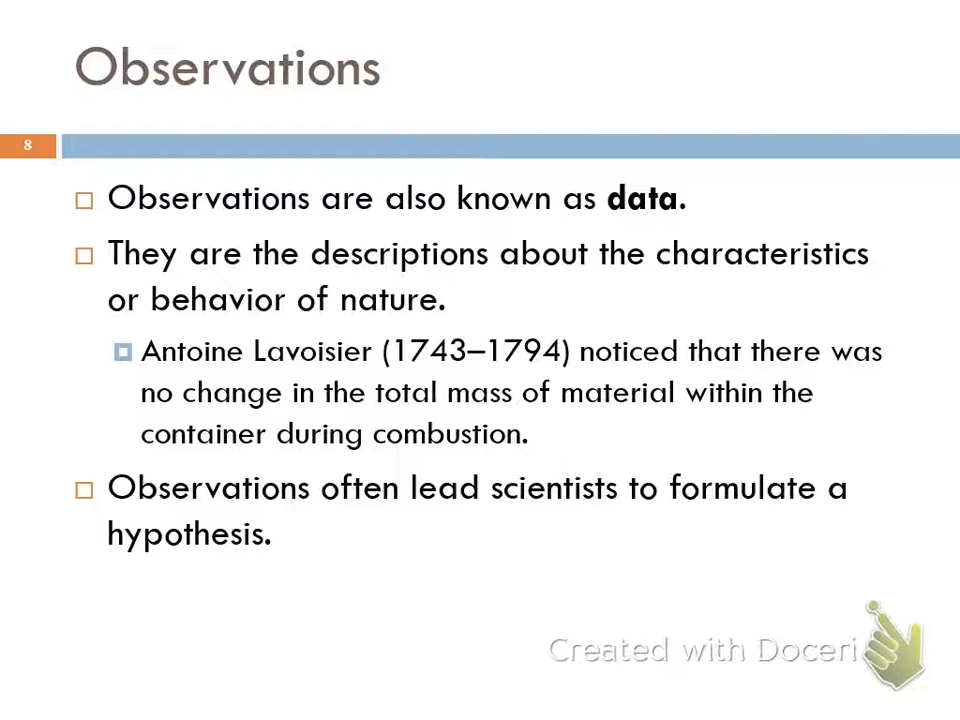 Observations
8
Observations are also known as data.
They are the descriptions about the characteristics
or behavior of nature.
Antoine Lavoisier (1743–1794) noticed that there was
no change in the total mass of material within the
container during combustion.
Observations often lead scientists to formulate a
hypothesis.
Created with Doceri